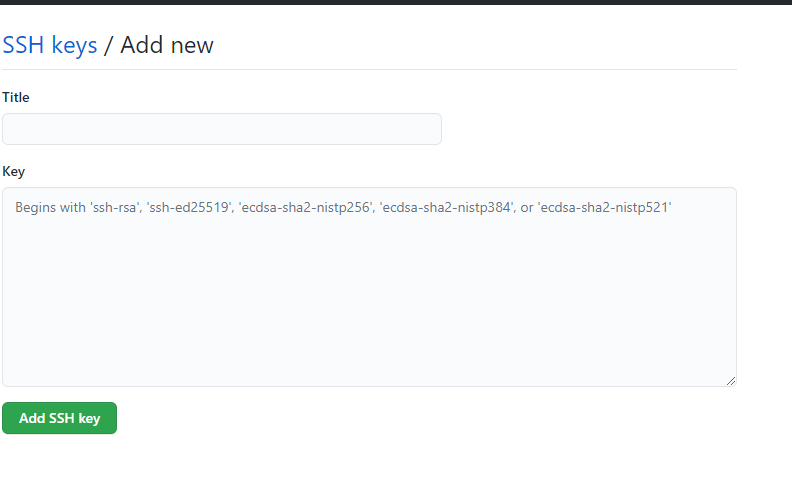 SSH keys / Add new
Title
Key
Begins with 'ssh-rsa', 'ssh-ed25519', 'ecdsa-sha2-nistp256', 'ecdsa-sha2-nistp384', or 'ecdsa-sha2-nistp521'
Add SSH key